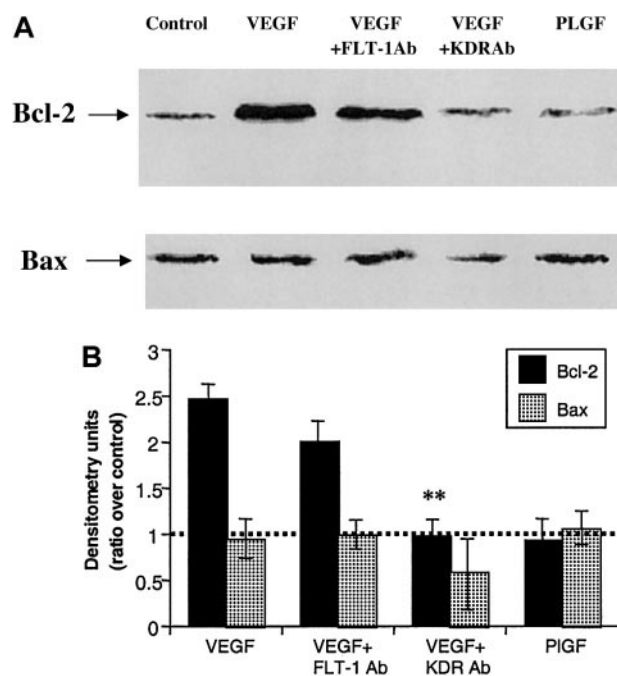 A
Control VEGF VEGF VEGF PLGF
+FLT-1Ab +KDRAb
Bcl-2
Bax
B
3
2.5
2
1.5
1
0.5
0
Densitometry units
(ratio over control)
Bcl-2
Bax
**
VEGF VEGF+ VEGF+ PlGF
FLT-1 Ab KDR Ab